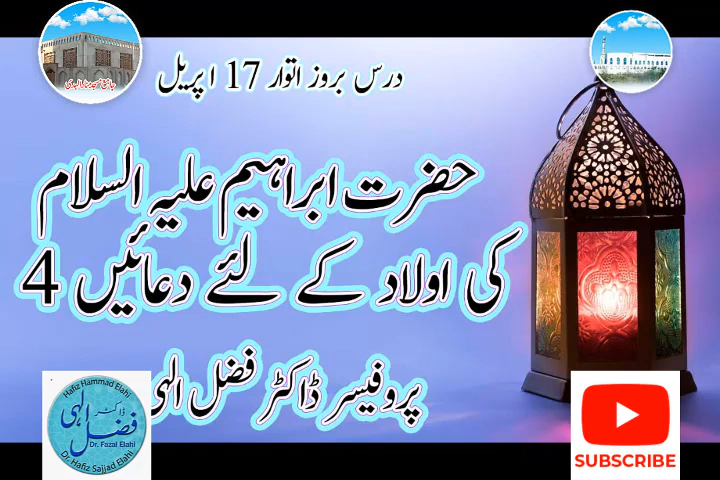 درس بروز اتوار 17 اپریل
حضرت ابراہیم علیہ السلام
کی اولاد کے لئے دعائیں 4
پروفیسر ڈاکٹر فضل الہی
Hafiz Hammad Elahi
ڈاکٹر
فضل الہی
Dr. Fazal Elahi
Dr. Hafiz Sajjad Elahi
SUBSCRIBE